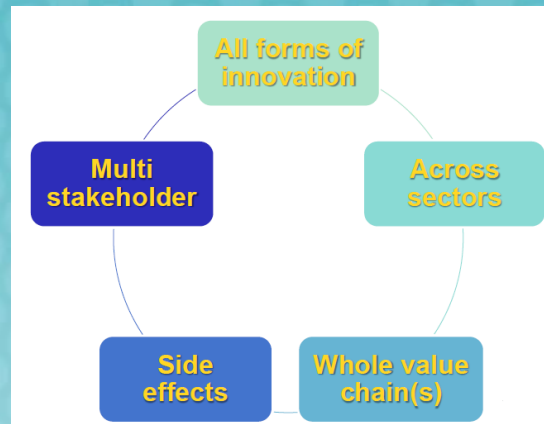 All forms of
innovation
Multi
stakeholder
Across
sectors
Side
effects
Whole value
chain(s)